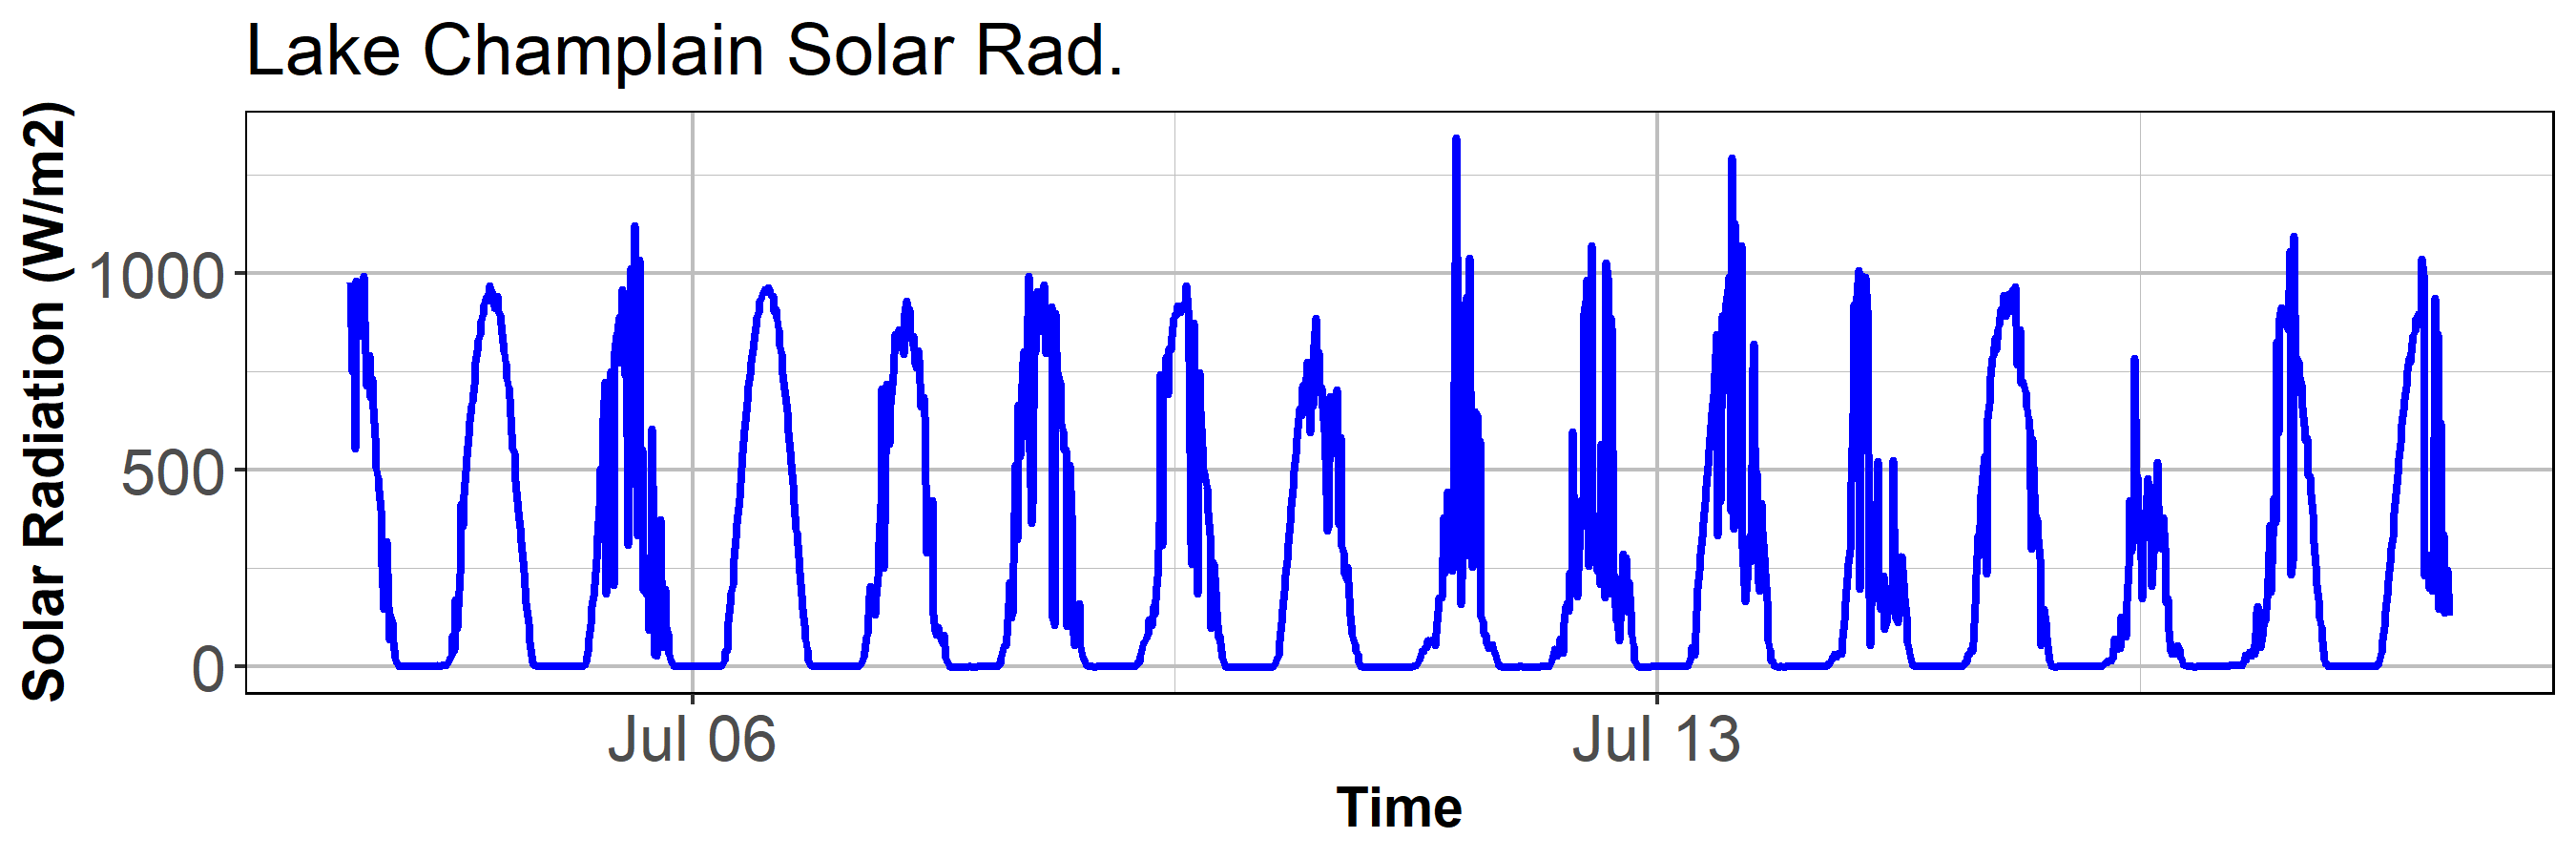 Lake Champlain Solar Rad.
Solar Radiation (W/m2)
1000
500
0
Jul 06
Jul 13
Time